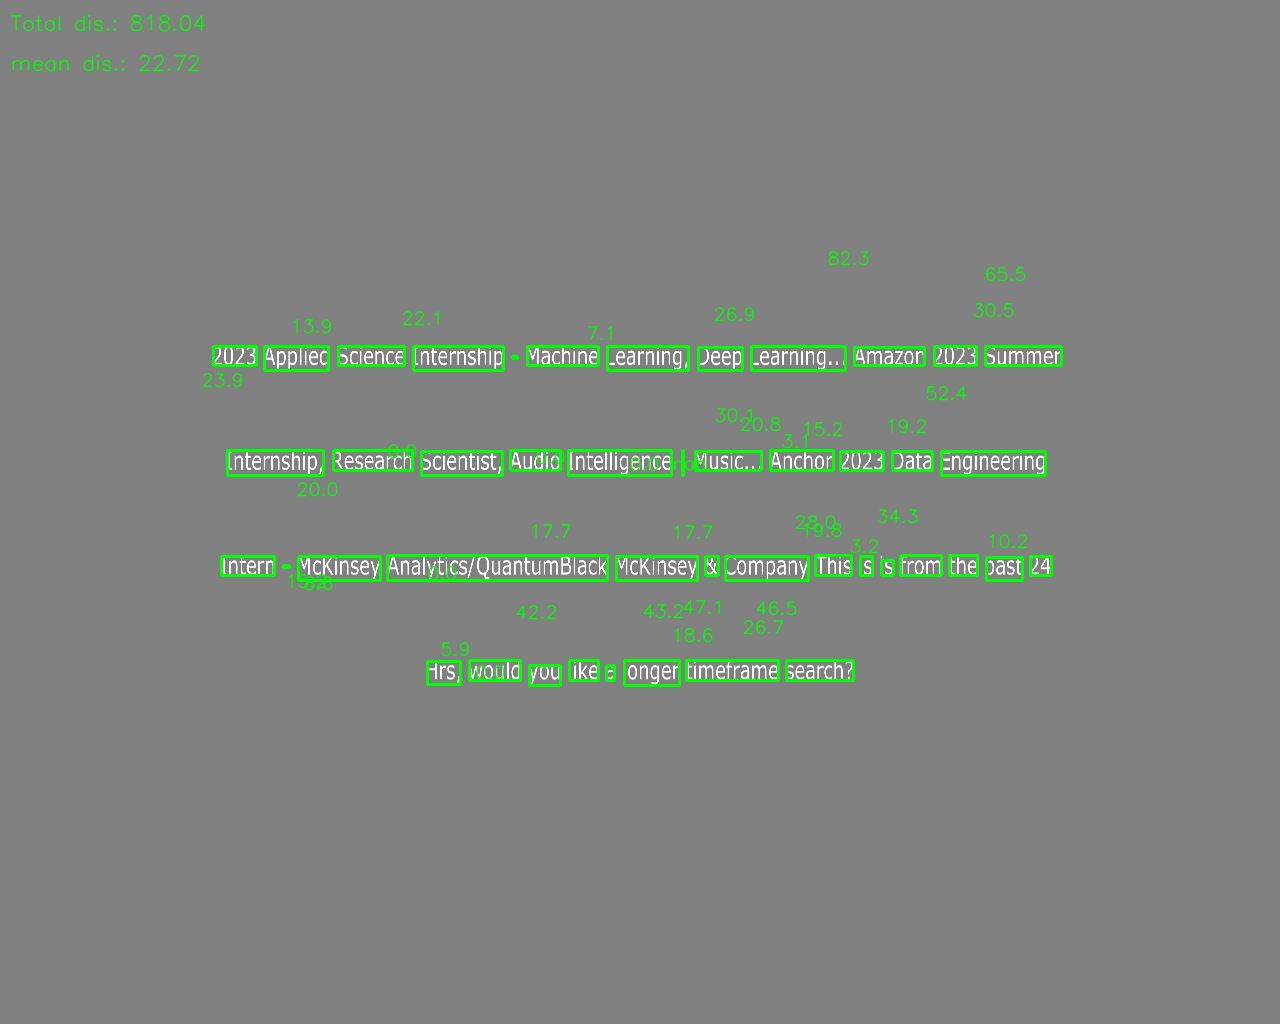 Total dis.: 818.04
mean dis.: 22.72
82.3
65.5
30.5
13.9 22.1 7.1 26.9
2023 Applied Science Internship - Machine Learning, Deep Learning... Amazon 2023 Summer
23.9 52.4
30.1 20.8 3.1 15.2 19.2
Internship, Research Scientist, Audio Intelligence | Music... Anchor 2023 Data Engineering
20.0
17.7 17.7 28.0 19.8 3.2 34.3 10.2
Intern - McKinsey Analytics/QuantumBlack McKinsey & Company This is is from the past 24
42.2 43.2 47.1 46.5
5.9 18.6 26.7
Hrs, would you like a longer timeframe search?